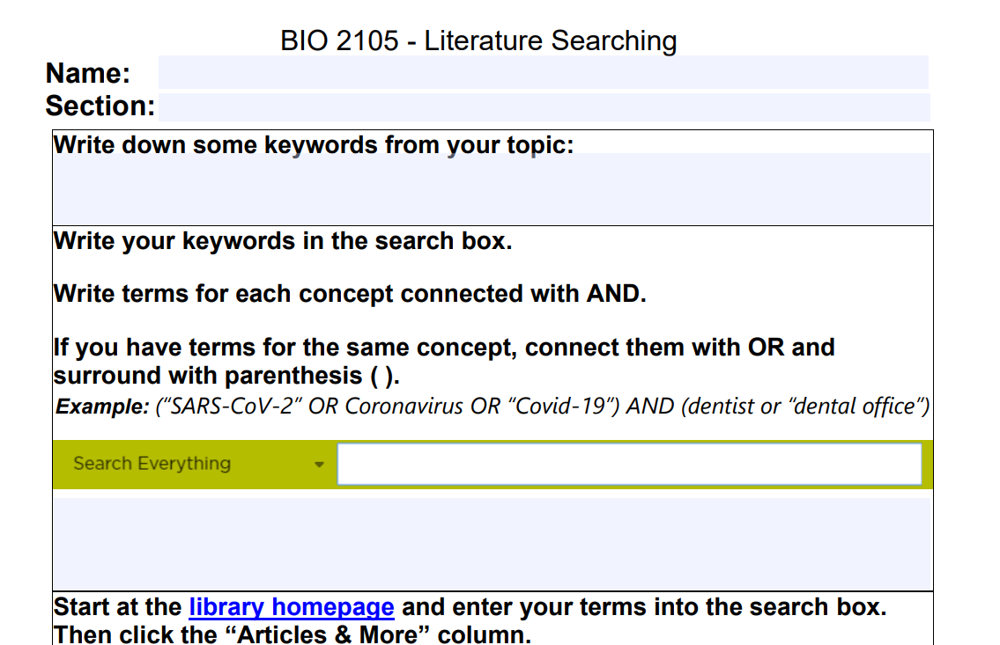 BIO 2105 - Literature Searching
Name:
Section:
Write down some keywords from your topic:
Write your keywords in the search box.
Write terms for each concept connected with AND.
If you have terms for the same concept, connect them with OR and
surround with parenthesis ( ).
Example: (“SARS-CoV-2” OR Coronavirus OR “Covid-19”) AND (dentist or “dental office”)
Search Everything
Start at the library homepage and enter your terms into the search box.
Then click the “Articles & More” column.